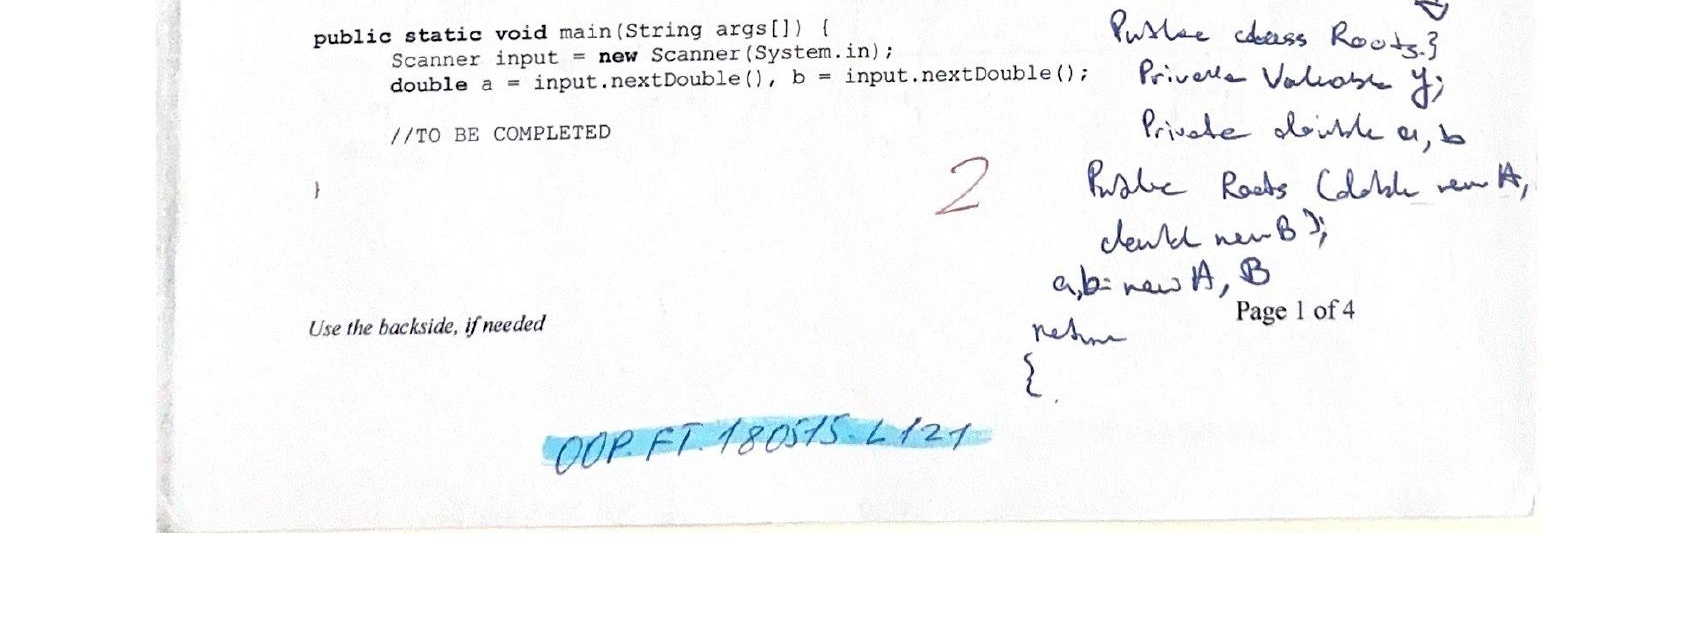 public static void main(String args[]) {
Scanner input = new Scanner(System.in);
double a = input.nextDouble(), b = input.nextDouble();
//TO BE COMPLETED
}
2
Public class Roots.}
Private Variable y;
Private double a, b
Public Roots (double new A,
double new B);
a,b= new A, B
return
{
Use the backside, if needed
Page 1 of 4
OOP.FT.180515.L121